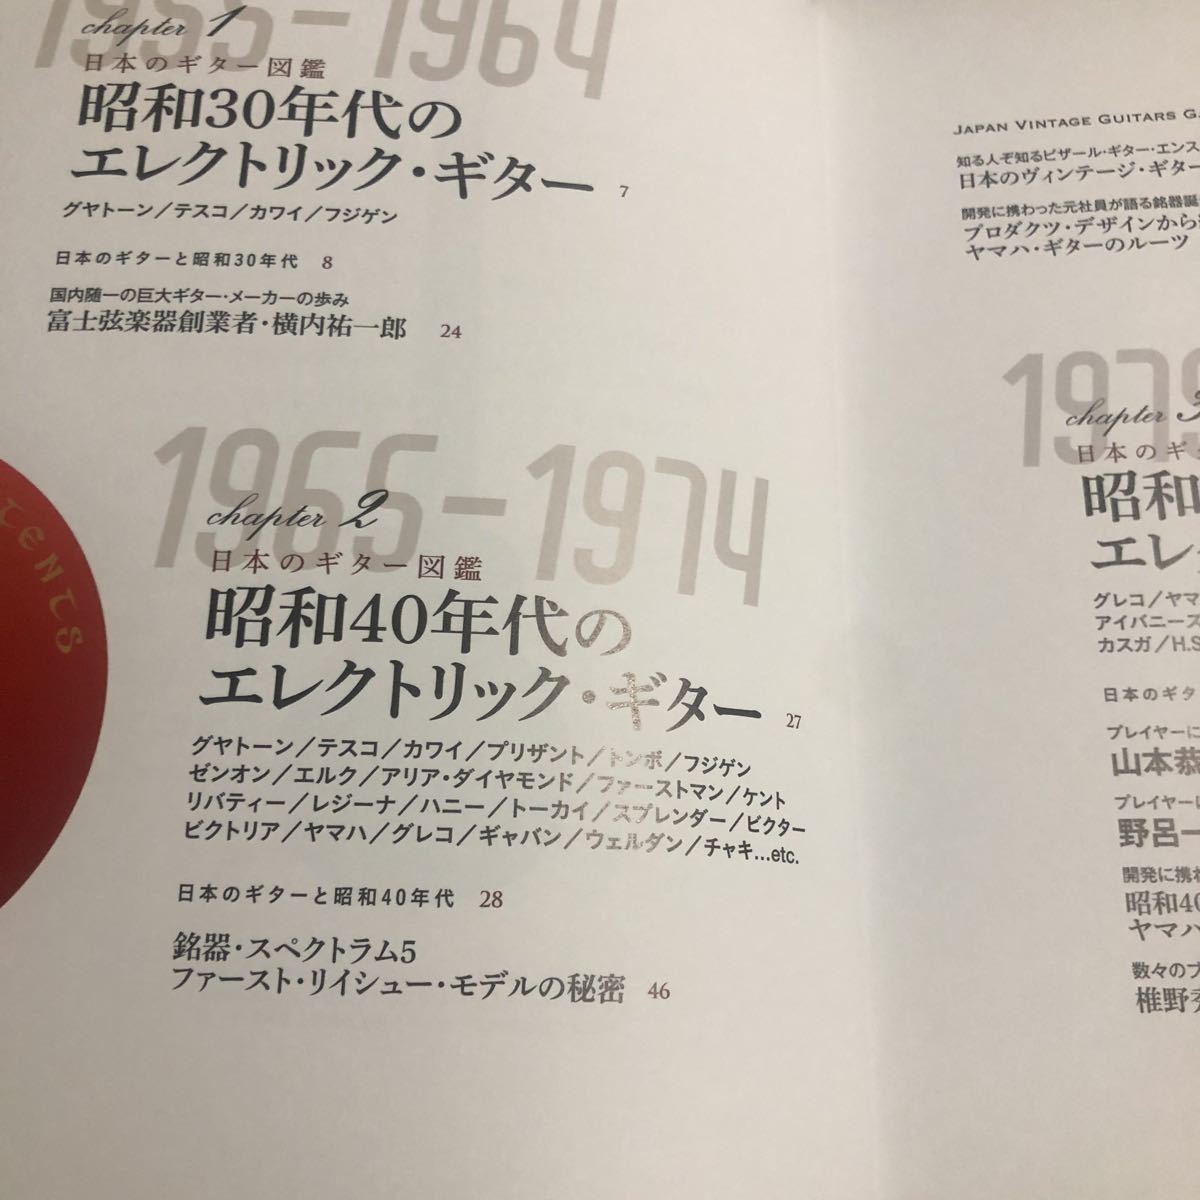 1955-1964
chapter 1
日本のギター図鑑
昭和30年代の
エレクトリック・ギター 7
グヤトーン/テスコ/カワイ/フジゲン
日本のギターと昭和30年代 8
国内随一の巨大ギター・メーカーの歩み
富士弦楽器創業者・横内祐一郎 24
1965-1974
chapter 2
日本のギター図鑑
昭和40年代の
エレクトリック・ギター 27
グヤトーン/テスコ/カワイ/プリザント/トンボ/フジゲン
ゼンオン/エルク/アリア・ダイヤモンド/ファーストマン/ケント
リバティー/レジーナ/ハニー/トーカイ/スプレンダー/ビクター
ビクトリア/ヤマハ/グレコ/ギャバン/ウェルダン/チャキ...etc.
日本のギターと昭和40年代 28
銘器・スペクトラム5
ファースト・リイシュー・モデルの秘密 46
TENTS
JAPAN VINTAGE GUITARS G
知る人ぞ知るビザール・ギター・エンス
日本のヴィンテージ・ギター
開発に携わった元社員が語る銘器誕
プロダクツ・デザインから
ヤマハ・ギターのルーツ
197
chapter 3
日本のギ
昭和
エレ
グレコ/ヤマ
アイバニーズ
カスガ/H.S
日本のギタ
プレイヤーに
山本恭
プレイヤーに
野呂一
開発に携わ
昭和40
ヤマハ
数々のプ
椎野秀